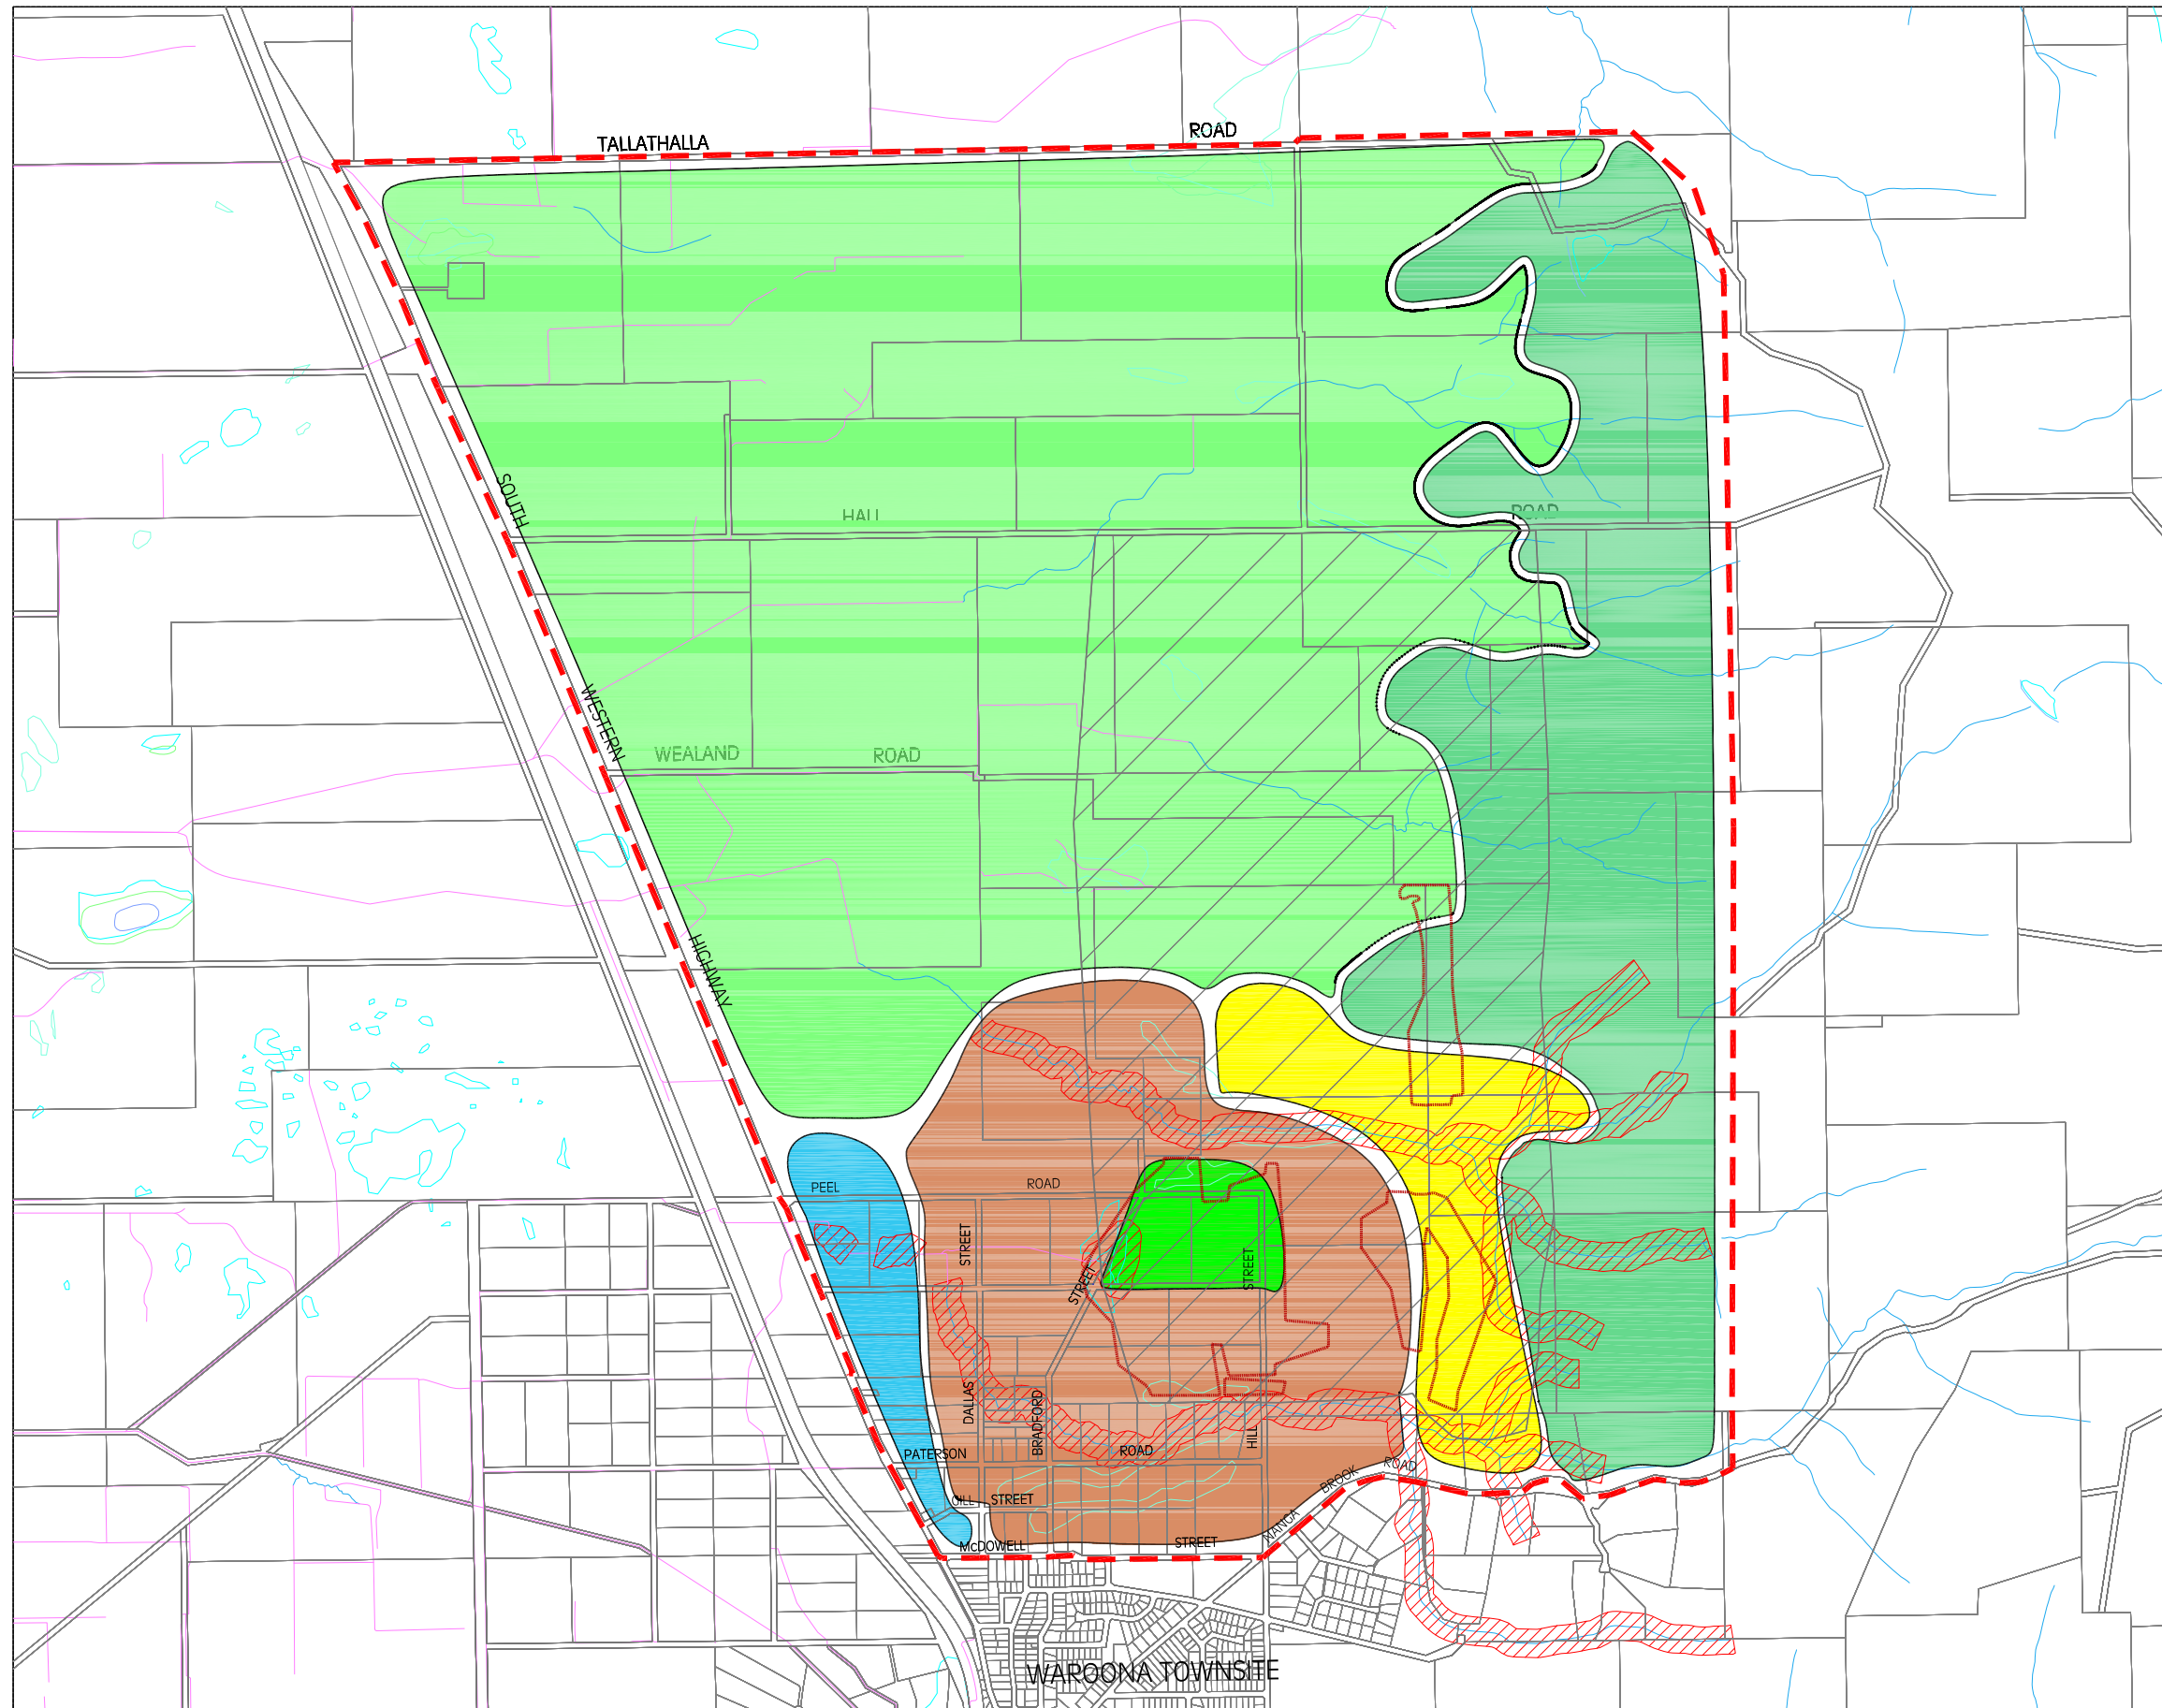 TALLATHALLA ROAD
SOUTH
HALL ROAD
WESTERN
WEALAND ROAD
HIGHWAY
PEEL ROAD
STREET
STREET
STREET
DALLAS
BRADFORD
HILL
PATERSON ROAD
GILL STREET
NANGA BROOK ROAD
McDOWELL STREET
WAROONA TOWNSITE